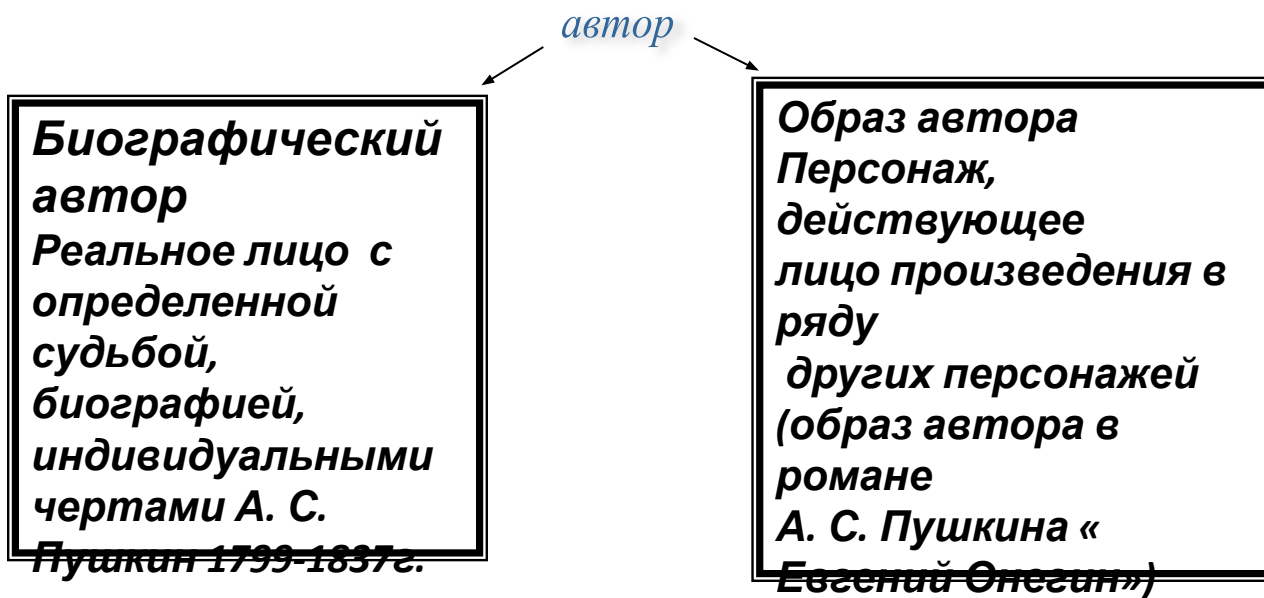 автор
Биографический
автор
Реальное лицо с
определенной
судьбой,
биографией,
индивидуальными
чертами А. С.
Пушкин 1799-1837г.
Образ автора
Персонаж,
действующее
лицо произведения в
ряду
других персонажей
(образ автора в
романе
А. С. Пушкина «
Евгений Онегин»)